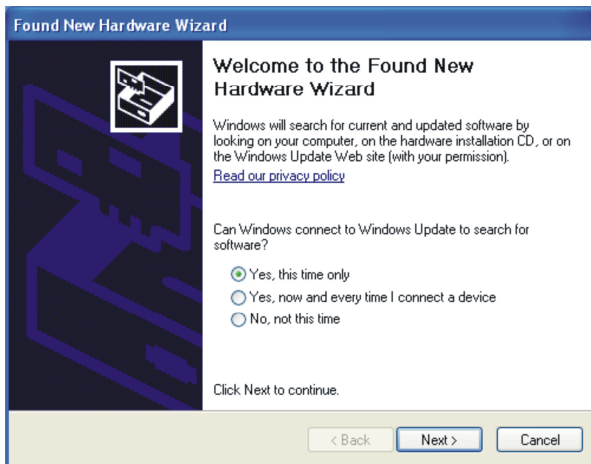 Found New Hardware Wizard
Welcome to the Found New
Hardware Wizard
Windows will search for current and updated software by
looking on your computer, on the hardware installation CD, or on
the Windows Update Web site (with your permission).
Read our privacy policy
Can Windows connect to Windows Update to search for
software?
Yes, this time only
Yes, now and every time I connect a device
No, not this time
Click Next to continue.
< Back
Next >
Cancel